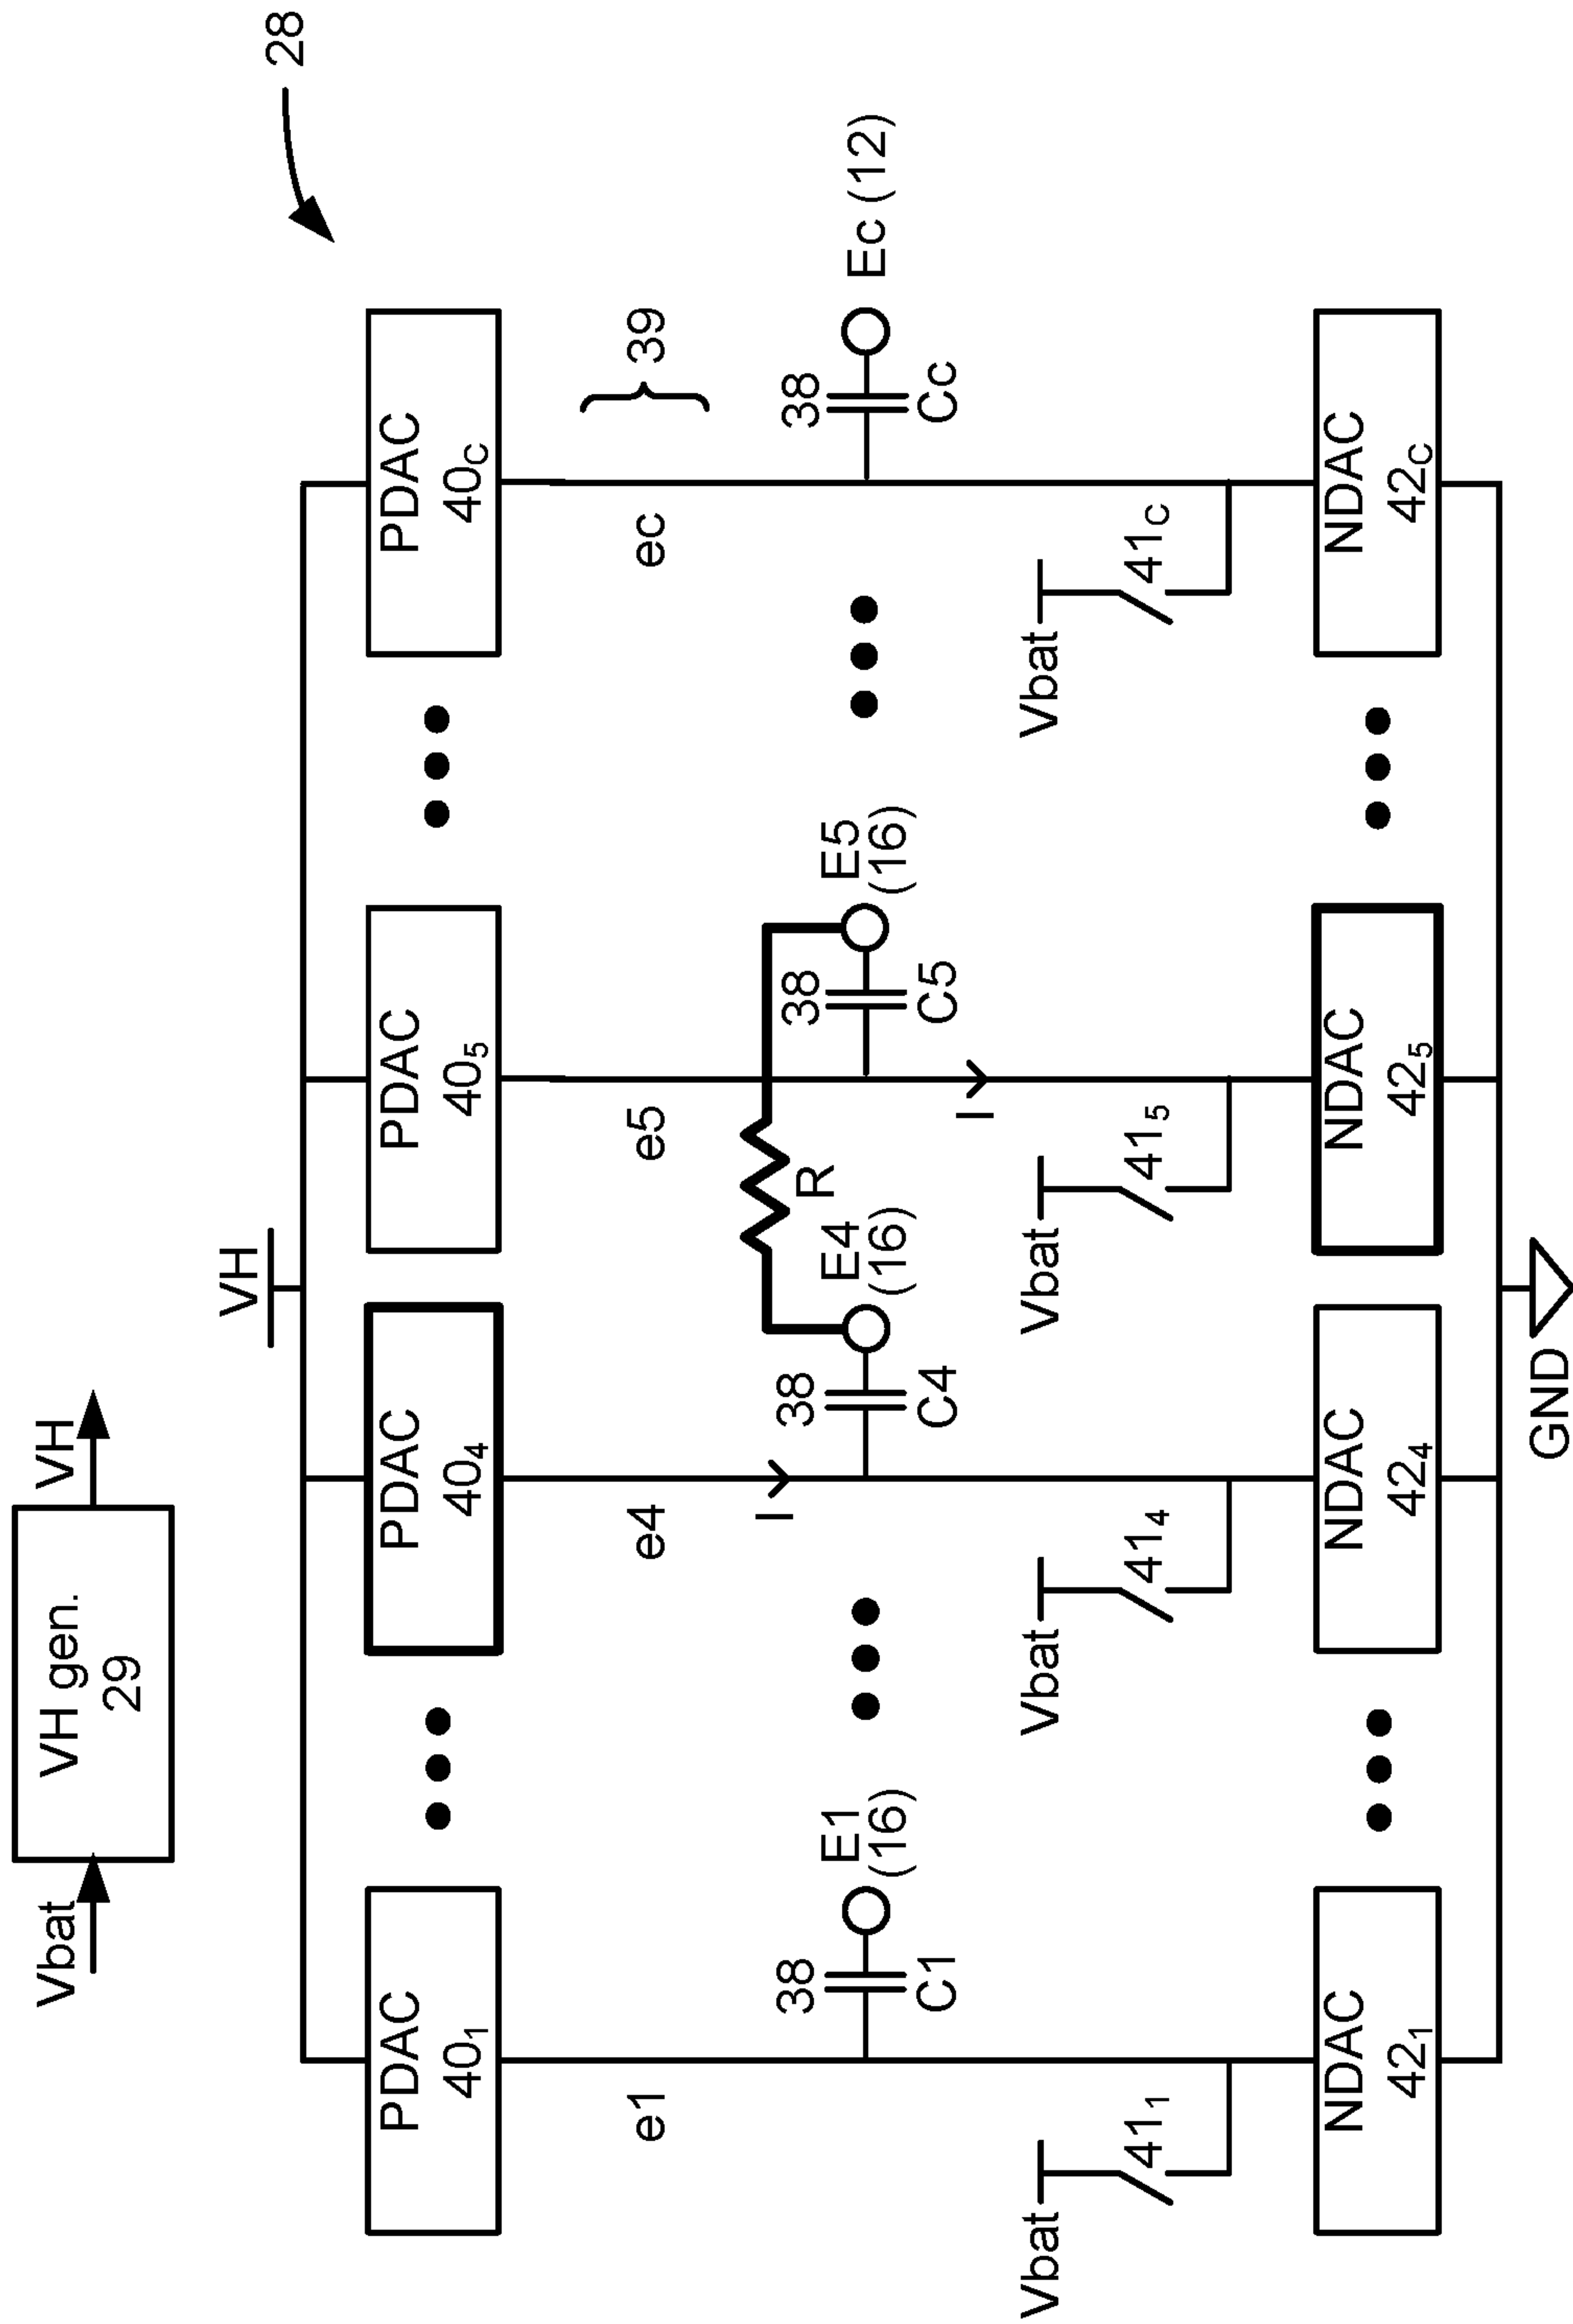 Vbat
VH gen.
29
VH
28
VH
PDAC
40₁
PDAC
40₄
PDAC
40₅
PDAC
40C
e1
e4
e5
ec
39
I
R
38
C1
E1
(16)
38
C4
E4
(16)
38
C5
E5
(16)
38
Cc
Ec (12)
I
Vbat
41₁
Vbat
41₄
Vbat
41₅
Vbat
41C
NDAC
42₁
NDAC
42₄
NDAC
42₅
NDAC
42C
GND